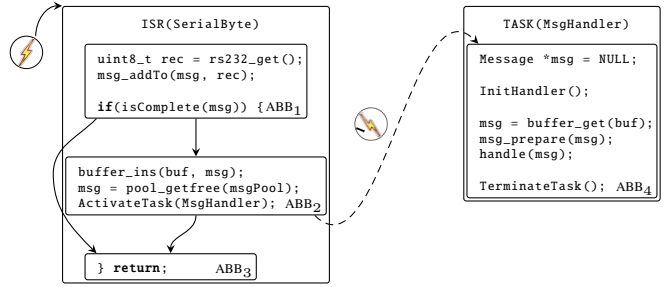 ISR(SerialByte)
uint8_t rec = rs232_get();
msg_addTo(msg, rec);
if(isComplete(msg)) { ABB1
buffer_ins(buf, msg);
msg = pool_getfree(msgPool);
ActivateTask(MsgHandler); ABB2
} return; ABB3
TASK(MsgHandler)
Message *msg = NULL;
InitHandler();
msg = buffer_get(buf);
msg_prepare(msg);
handle(msg);
TerminateTask(); ABB4